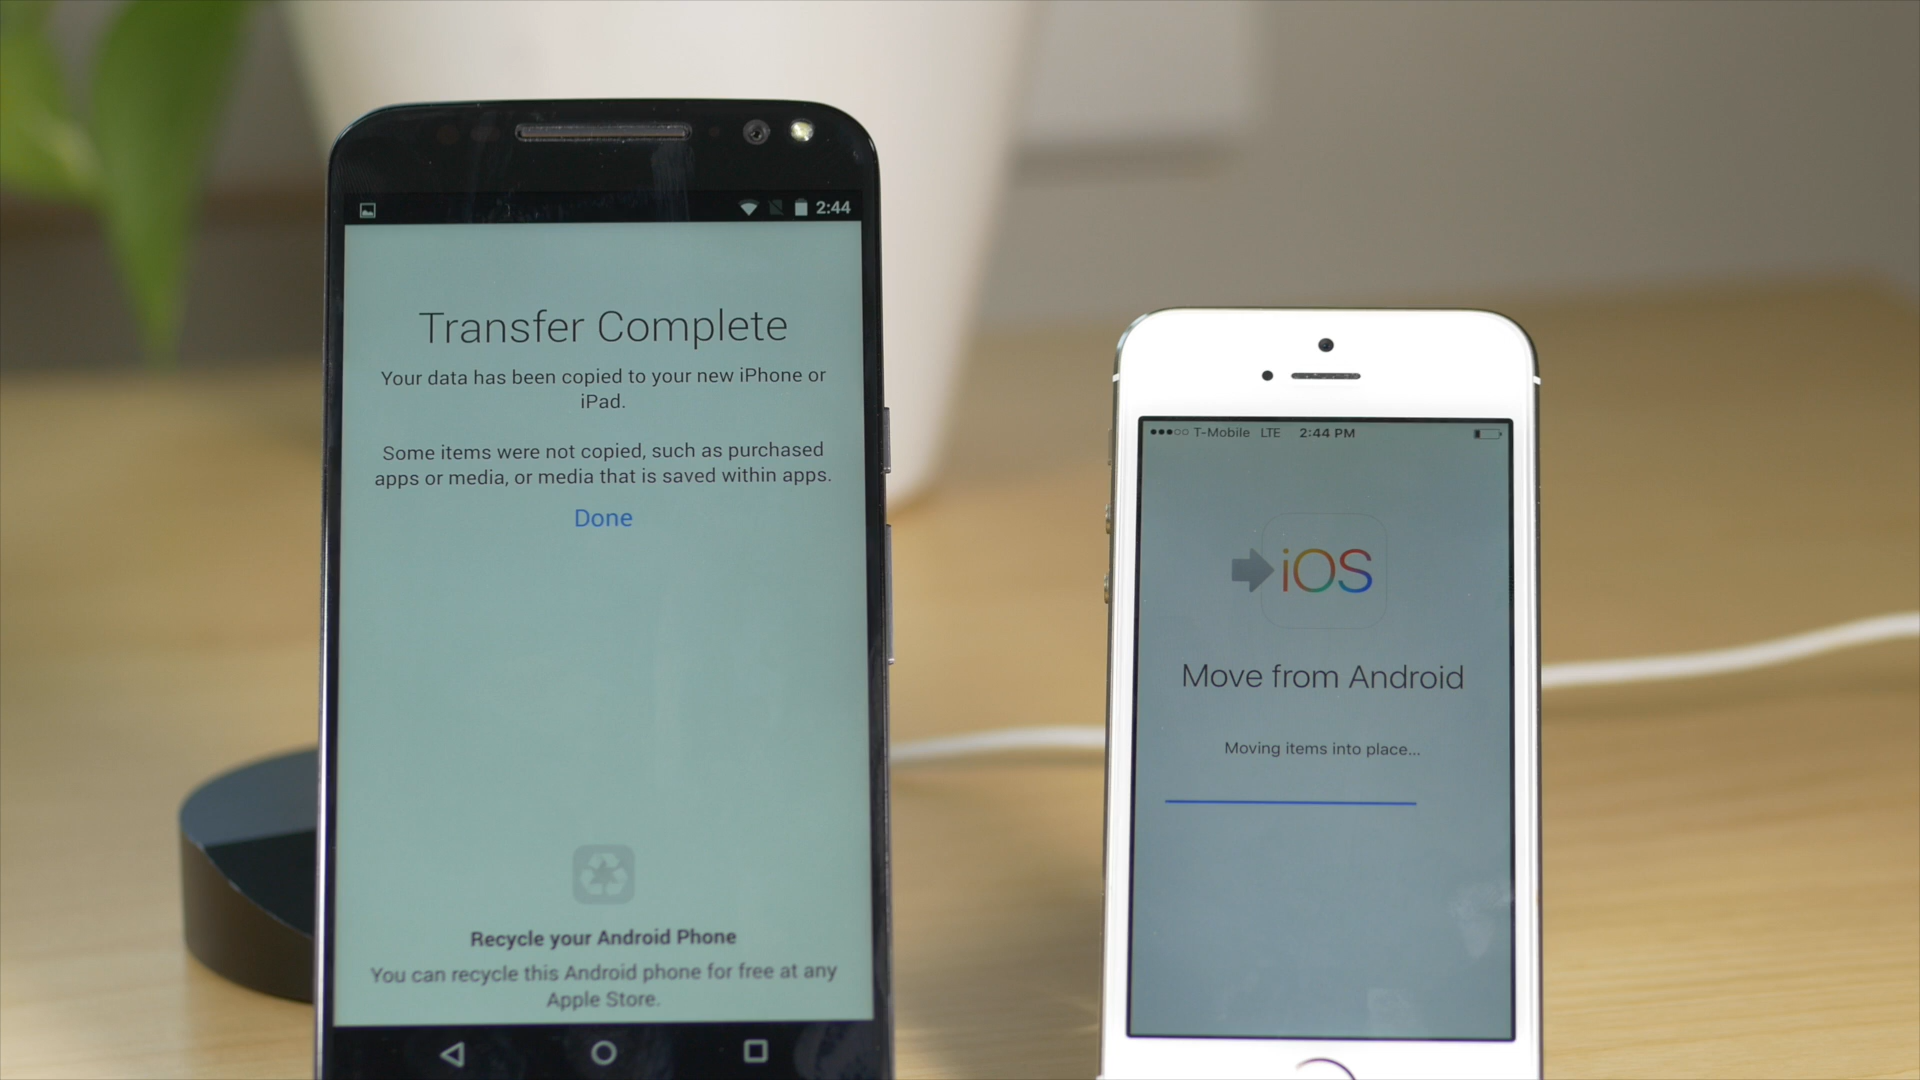 2:44
Transfer Complete
Your data has been copied to your new iPhone or
iPad.
Some items were not copied, such as purchased
apps or media, or media that is saved within apps.
Done
Recycle your Android Phone
You can recycle this Android phone for free at any
Apple Store.
T-Mobile LTE 2:44 PM
iOS
Move from Android
Moving items into place...